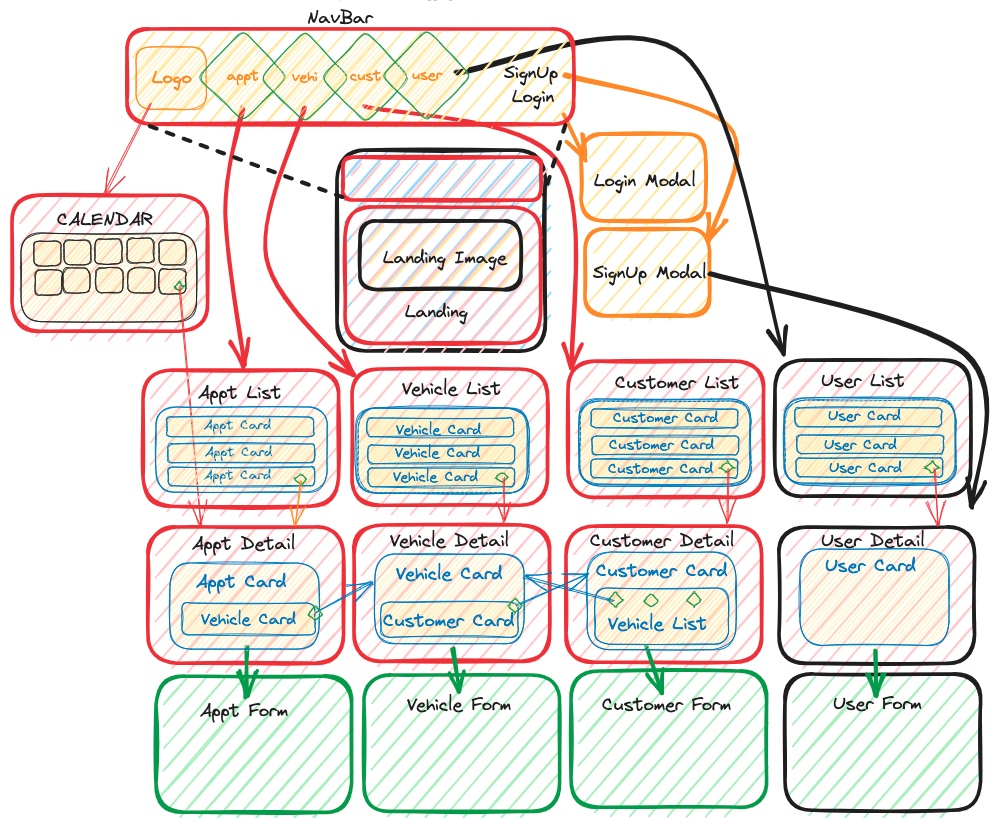 NavBar
Logo
appt
vehi
cust
user
SignUp
Login
Login Modal
SignUp Modal
CALENDAR
Landing Image
Landing
Appt List
Appt Card
Appt Card
Appt Card
Vehicle List
Vehicle Card
Vehicle Card
Vehicle Card
Customer List
Customer Card
Customer Card
Customer Card
User List
User Card
User Card
User Card
Appt Detail
Appt Card
Vehicle Card
Vehicle Detail
Vehicle Card
Customer Card
Customer Detail
Customer Card
Vehicle List
User Detail
User Card
Appt Form
Vehicle Form
Customer Form
User Form